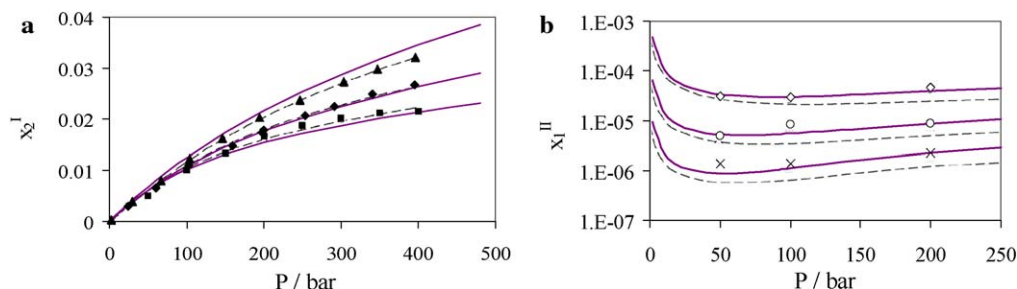 a
x₂ᴵ
0.04
0.03
0.02
0.01
0
0 100 200 300 400 500
P / bar
b
x₁ᴵᴵ
1.E-03
1.E-04
1.E-05
1.E-06
1.E-07
0 50 100 150 200 250
P / bar